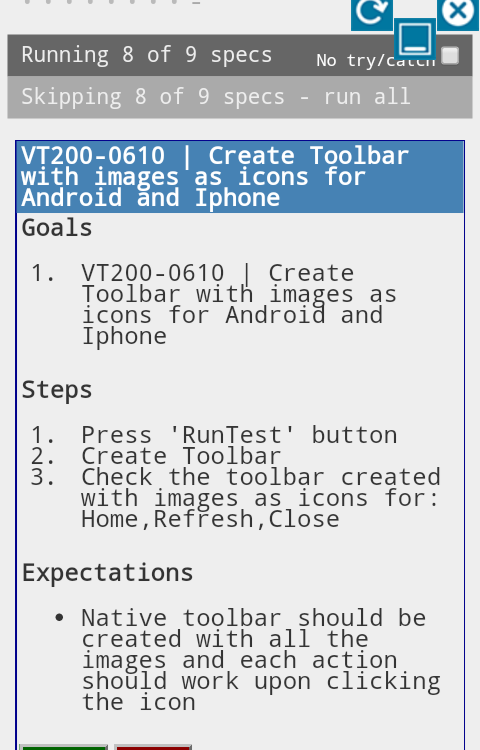 Running 8 of 9 specs
No try/catch
Skipping 8 of 9 specs - run all
VT200-0610 | Create Toolbar
with images as icons for
Android and Iphone
Goals
1. VT200-0610 | Create
Toolbar with images as
icons for Android and
Iphone
Steps
1. Press 'RunTest' button
2. Create Toolbar
3. Check the toolbar created
with images as icons for:
Home,Refresh,Close
Expectations
• Native toolbar should be
created with all the
images and each action
should work upon clicking
the icon